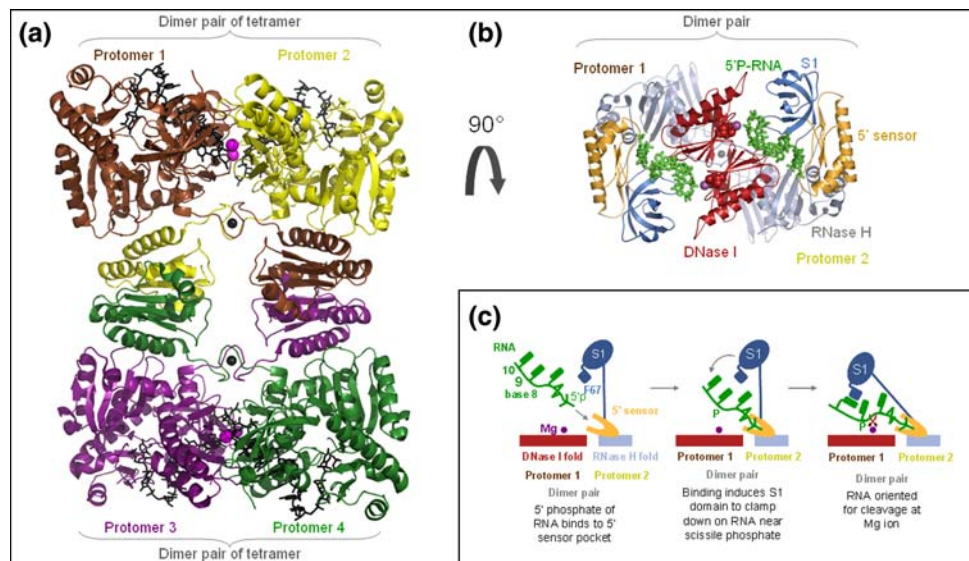 (a)
Dimer pair of tetramer
Protomer 1
Protomer 2
Protomer 3
Protomer 4
Dimer pair of tetramer
(b)
Dimer pair
5'P-RNA
S1
Protomer 1
5' sensor
90°
RNase H
DNase I
Protomer 2
(c)
RNA
10
9
base 8
5'p
S1
F67
5' sensor
Mg
DNase I fold
RNase H fold
Protomer 1
Protomer 2
Dimer pair
5' phosphate of
RNA binds to 5'
sensor pocket
S1
P
Protomer 1
Protomer 2
Dimer pair
Binding induces S1
domain to clamp
down on RNA near
scissile phosphate
S1
P
Protomer 1
Protomer 2
Dimer pair
RNA oriented
for cleavage at
Mg ion